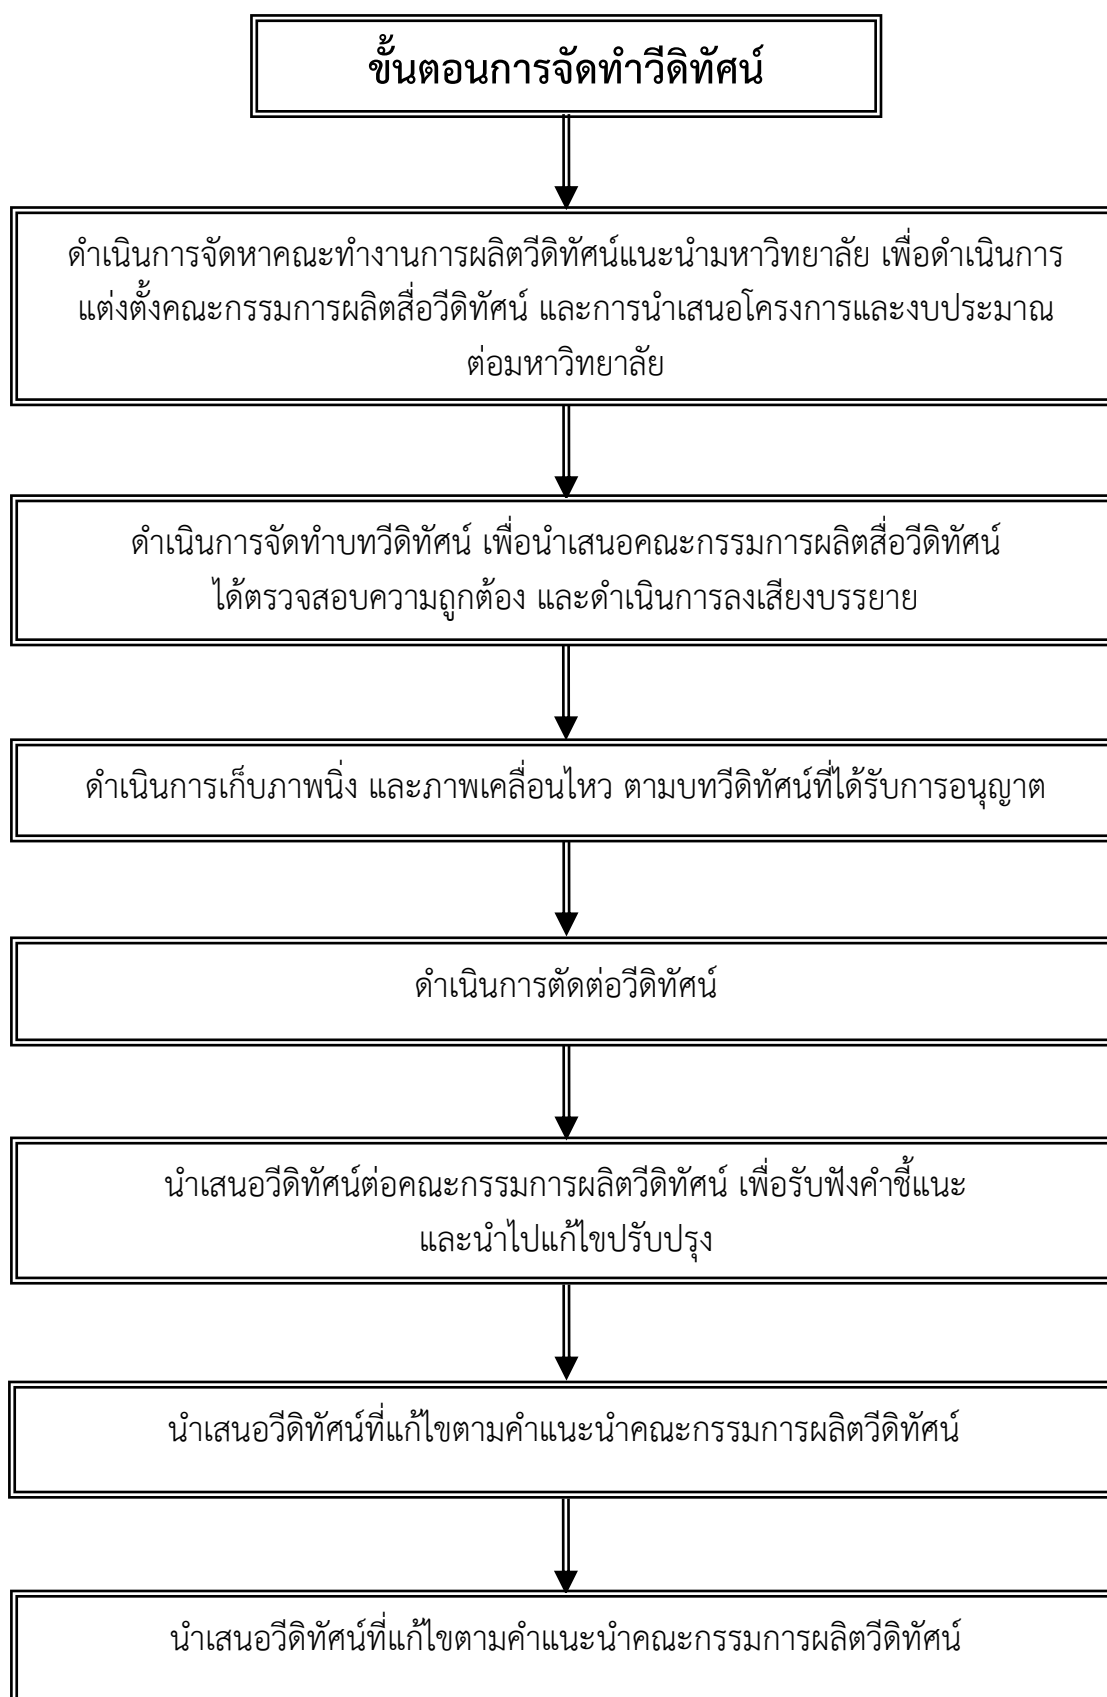 ขั้นตอนการจัดทำวีดิทัศน์
ดำเนินการจัดหาคณะทำงานการผลิตวีดิทัศน์แนะนำมหาวิทยาลัย เพื่อดำเนินการ
แต่งตั้งคณะกรรมการผลิตสื่อวีดิทัศน์ และการนำเสนอโครงการและงบประมาณ
ต่อมหาวิทยาลัย
ดำเนินการจัดทำบทวีดิทัศน์ เพื่อนำเสนอคณะกรรมการผลิตสื่อวีดิทัศน์
ได้ตรวจสอบความถูกต้อง และดำเนินการลงเสียงบรรยาย
ดำเนินการเก็บภาพนิ่ง และภาพเคลื่อนไหว ตามบทวีดิทัศน์ที่ได้รับการอนุญาต
ดำเนินการตัดต่อวีดิทัศน์
นำเสนอวีดิทัศน์ต่อคณะกรรมการผลิตวีดิทัศน์ เพื่อรับฟังคำชี้แนะ
และนำไปแก้ไขปรับปรุง
นำเสนอวีดิทัศน์ที่แก้ไขตามคำแนะนำคณะกรรมการผลิตวีดิทัศน์
นำเสนอวีดิทัศน์ที่แก้ไขตามคำแนะนำคณะกรรมการผลิตวีดิทัศน์